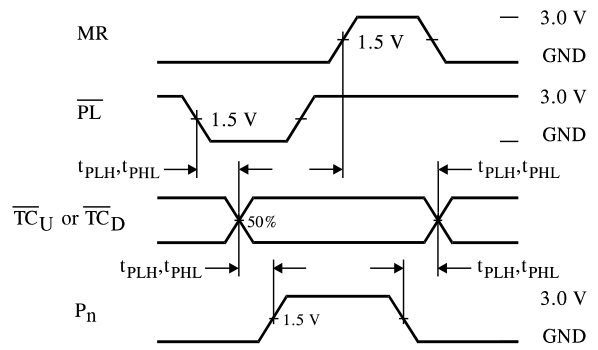 MR 1.5 V 3.0 V
GND
PL 1.5 V 3.0 V
GND
tPLH,tPHL tPLH,tPHL
TCU or TCD 50%
tPLH,tPHL tPLH,tPHL
Pn 1.5 V 3.0 V
GND